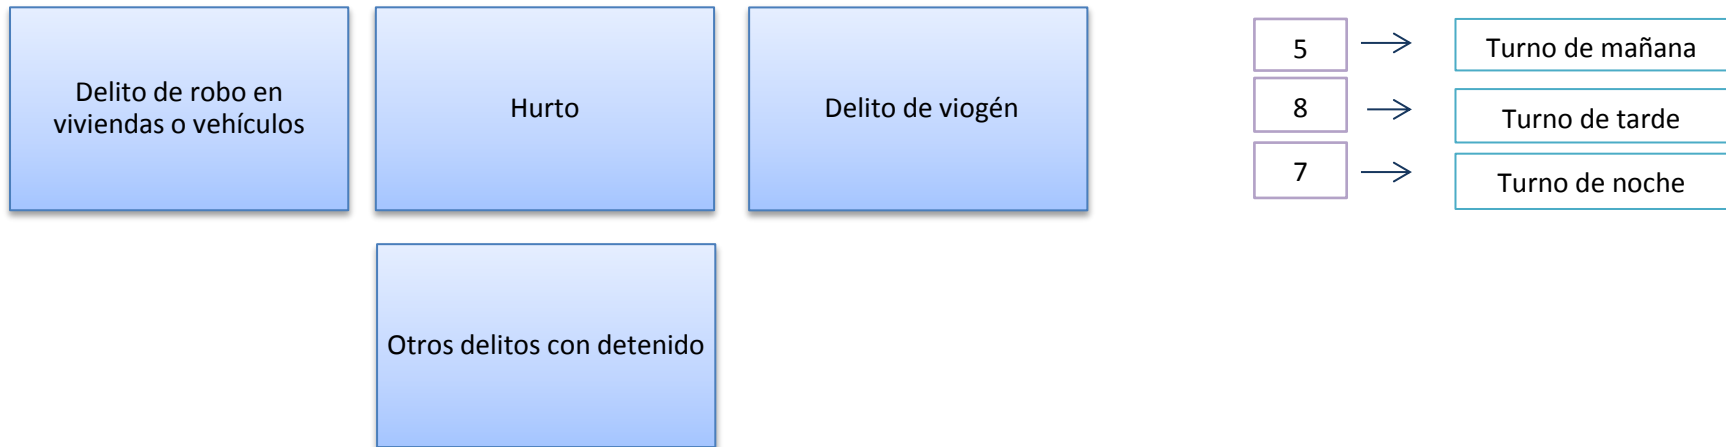 Delito de robo en
viviendas o vehículos
Hurto
Delito de viogén
Otros delitos con detenido
5
Turno de mañana
8
Turno de tarde
7
Turno de noche